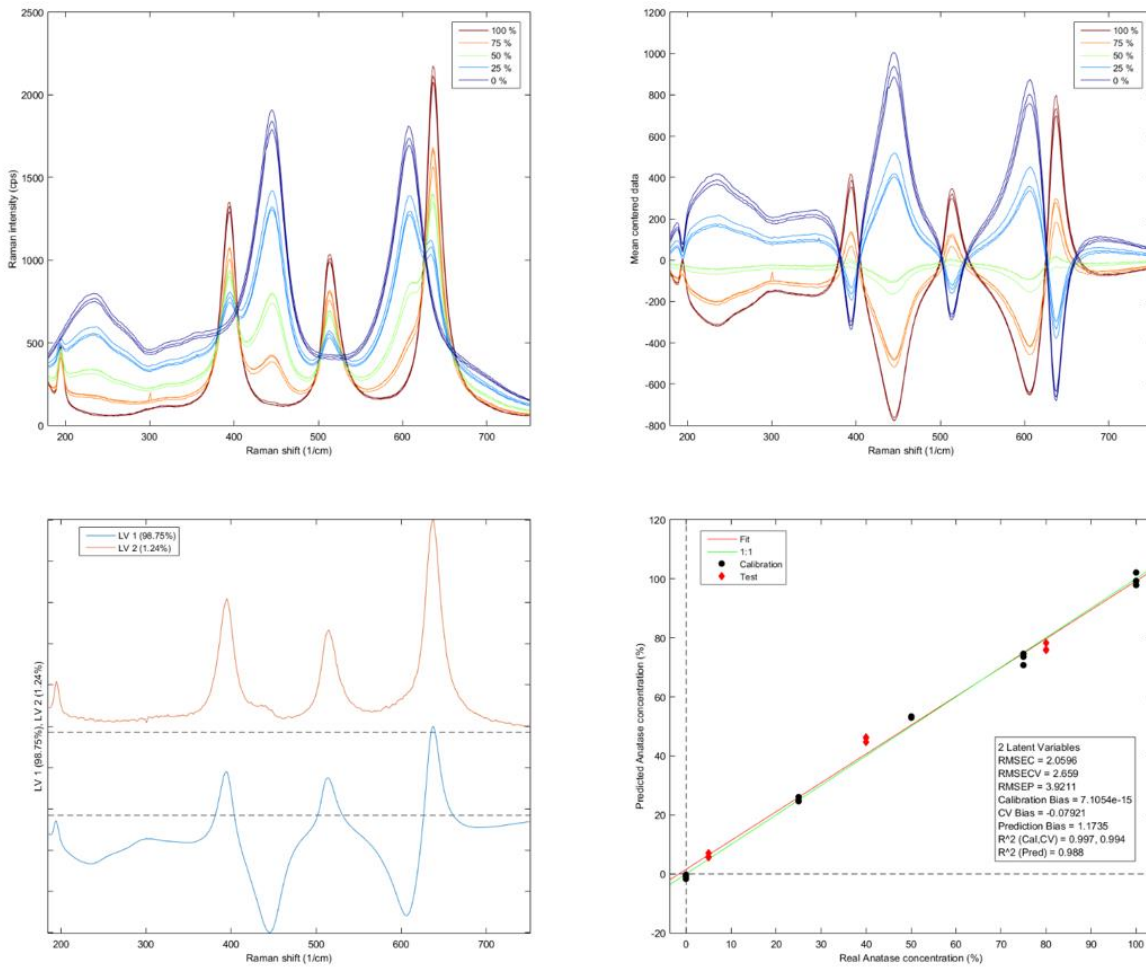 2500
2000
1500
1000
500
0
200
300
400
500
600
700
Raman intensity (cps)
Raman shift (1/cm)
100 %
75 %
50 %
25 %
0 %
1200
1000
800
600
400
200
0
-200
-400
-600
-800
200
300
400
500
600
700
Mean centered data
Raman shift (1/cm)
100 %
75 %
50 %
25 %
0 %
LV 1 (98.75%)
LV 2 (1.24%)
LV 1 (98.75%), LV 2 (1.24%)
200
300
400
500
600
700
Raman shift (1/cm)
120
100
80
60
40
20
0
-20
0
10
20
30
40
50
60
70
80
90
100
Predicted Anatase concentration (%)
Real Anatase concentration (%)
Fit
1:1
Calibration
Test
2 Latent Variables
RMSEC = 2.0596
RMSECV = 2.659
RMSEP = 3.9211
Calibration Bias = 7.1054e-15
CV Bias = -0.07921
Prediction Bias = 1.1735
R^2 (Cal,CV) = 0.997, 0.994
R^2 (Pred) = 0.988